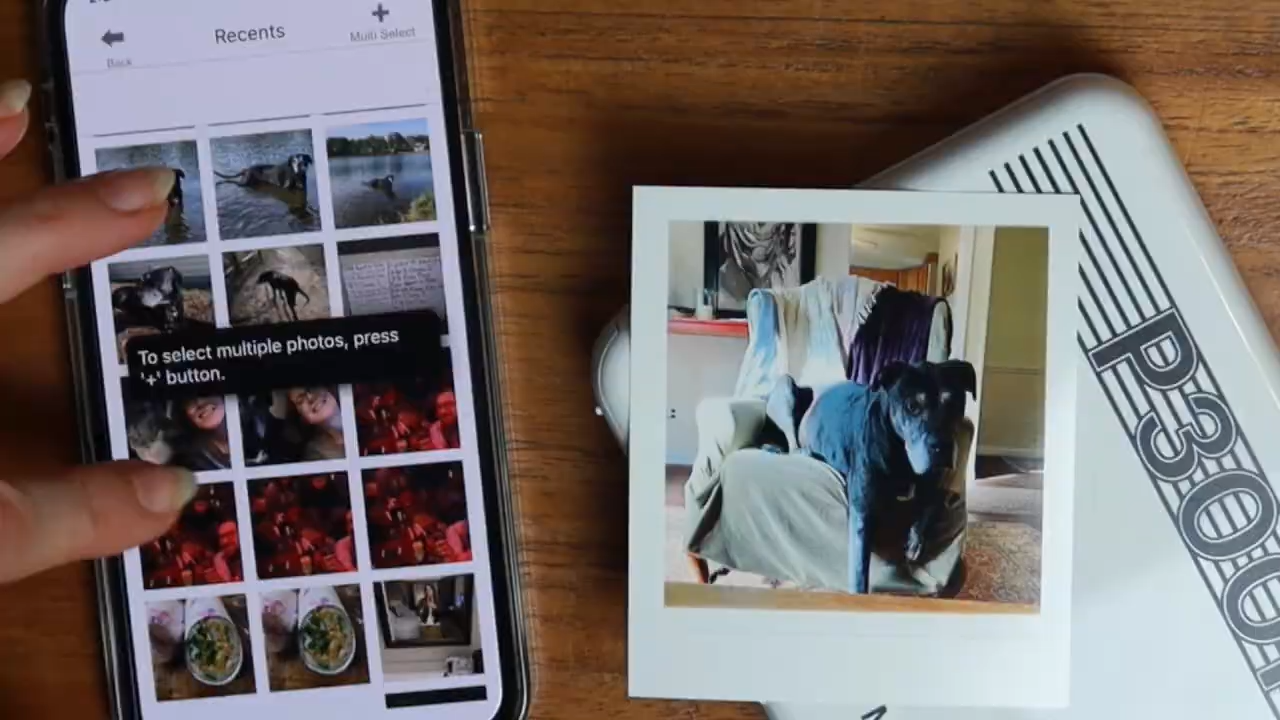 Recents
Multi Select
Back
To select multiple photos, press
'+' button.
P300